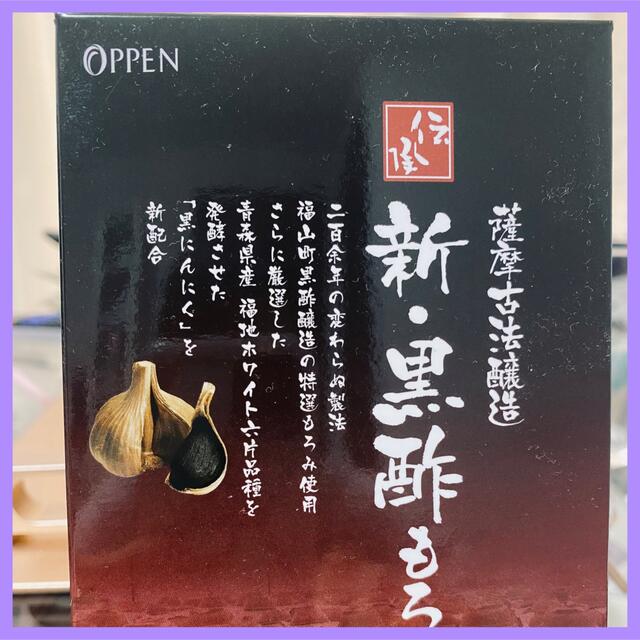 OPPEN
伝承
薩摩古法醸造
新・黒酢もろ
二百余年の変わらぬ製法
福山町黒酢醸造の特選もろみ使用
さらに厳選した
青森県産 福地ホワイト六片品種を
発酵させた
「黒にんにく」を
新配合